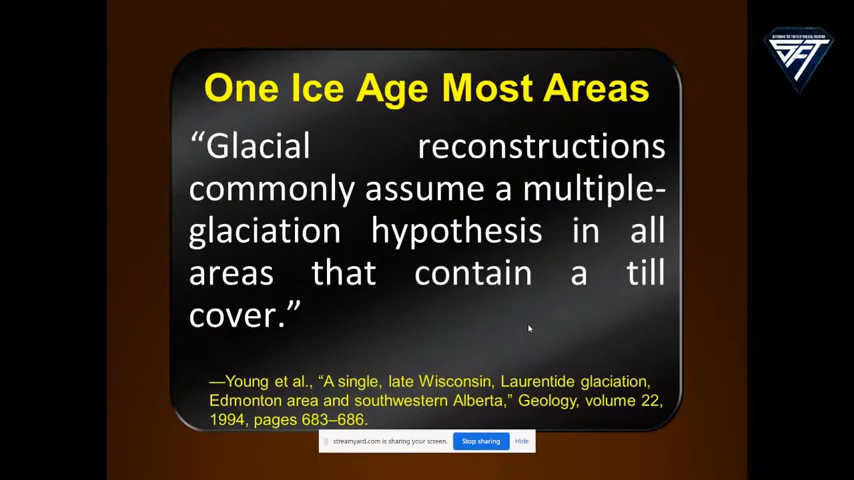 One Ice Age Most Areas
“Glacial reconstructions
commonly assume a multiple-
glaciation hypothesis in all
areas that contain a till
cover.”
—Young et al., “A single, late Wisconsin, Laurentide glaciation,
Edmonton area and southwestern Alberta,” Geology, volume 22,
1994, pages 683–686.
streamyard.com is sharing your screen. Stop sharing Hide
SFT